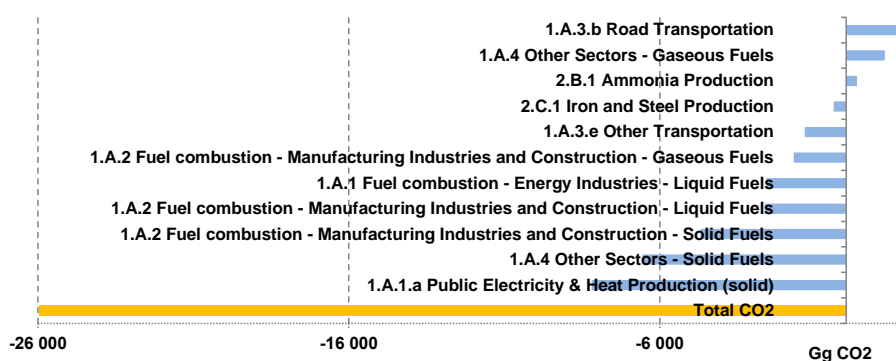 1.A.3.b Road Transportation
1.A.4 Other Sectors - Gaseous Fuels
2.B.1 Ammonia Production
2.C.1 Iron and Steel Production
1.A.3.e Other Transportation
1.A.2 Fuel combustion - Manufacturing Industries and Construction - Gaseous Fuels
1.A.1 Fuel combustion - Energy Industries - Liquid Fuels
1.A.2 Fuel combustion - Manufacturing Industries and Construction - Liquid Fuels
1.A.2 Fuel combustion - Manufacturing Industries and Construction - Solid Fuels
1.A.4 Other Sectors - Solid Fuels
1.A.1.a Public Electricity & Heat Production (solid)
Total CO2
-26 000 -16 000 -6 000
Gg CO2